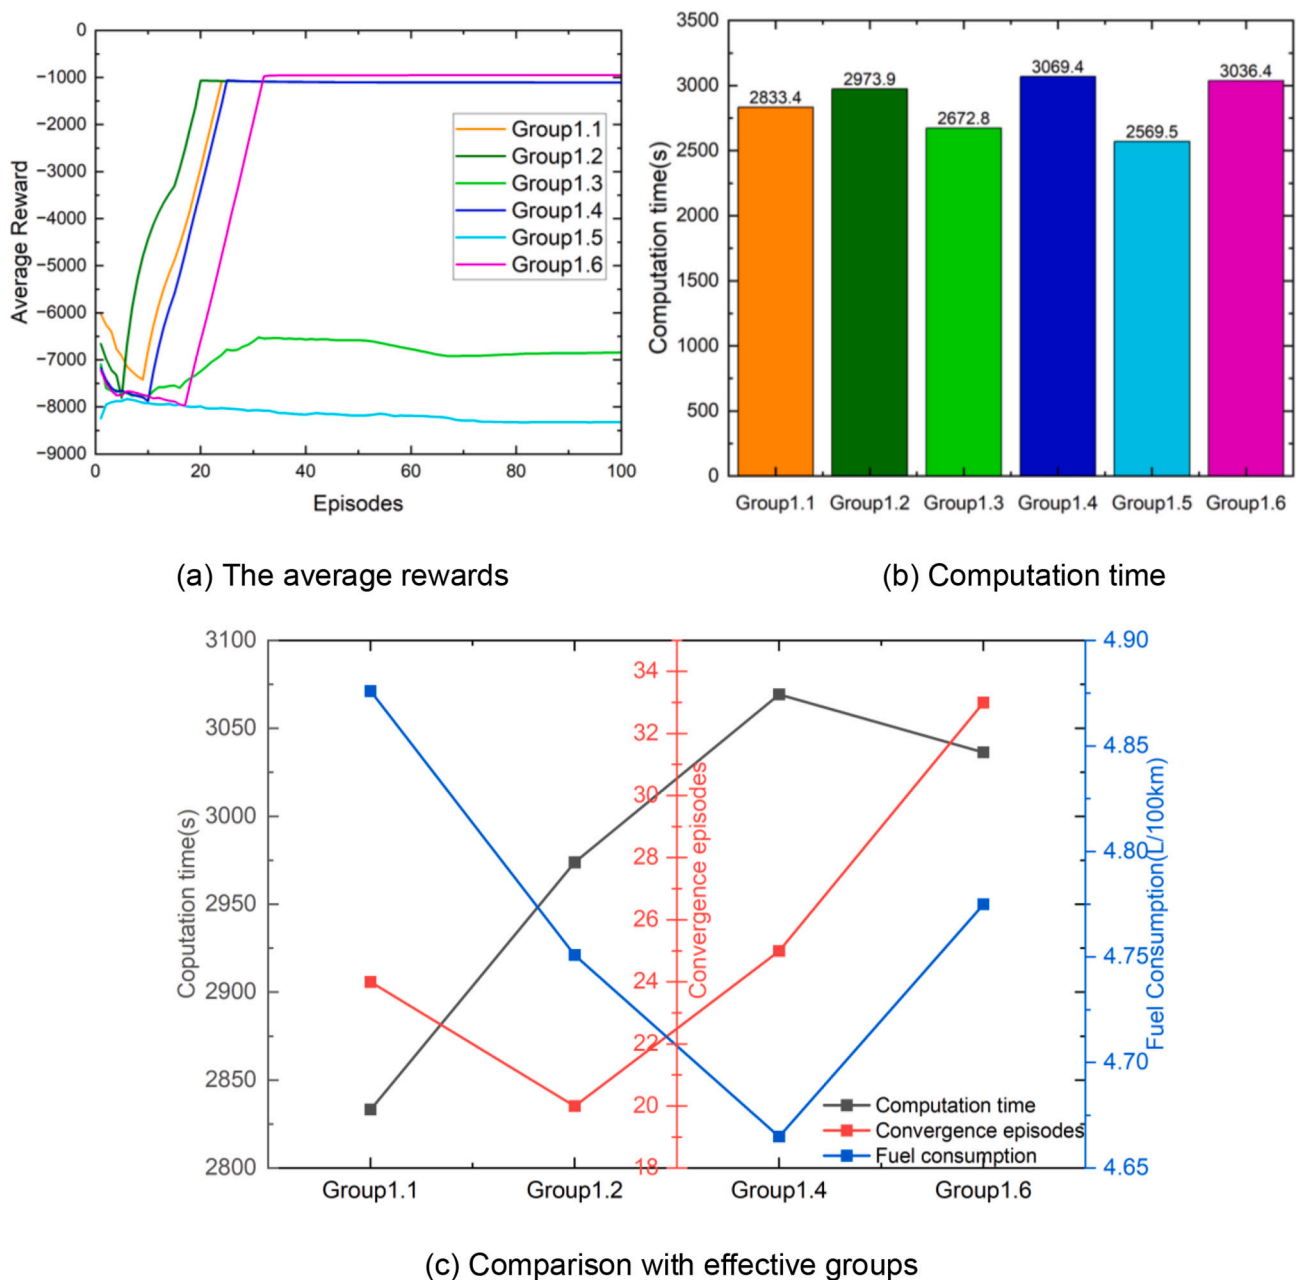 0
−1000
−2000
−3000
−4000
−5000
−6000
−7000
−8000
−9000
Average Reward
0 20 40 60 80 100
Episodes
Group1.1
Group1.2
Group1.3
Group1.4
Group1.5
Group1.6
(a) The average rewards
3500
3000
2500
2000
1500
1000
500
0
Computation time(s)
2833.4 2973.9 2672.8 3069.4 2569.5 3036.4
Group1.1 Group1.2 Group1.3 Group1.4 Group1.5 Group1.6
(b) Computation time
3100
3050
3000
2950
2900
2850
2800
Coputation time(s)
34
32
30
28
26
24
22
20
18
Convergence episodes
4.90
4.85
4.80
4.75
4.70
4.65
Fuel Consumption(L/100km)
Computation time
Convergence episodes
Fuel consumption
Group1.1 Group1.2 Group1.4 Group1.6
(c) Comparison with effective groups